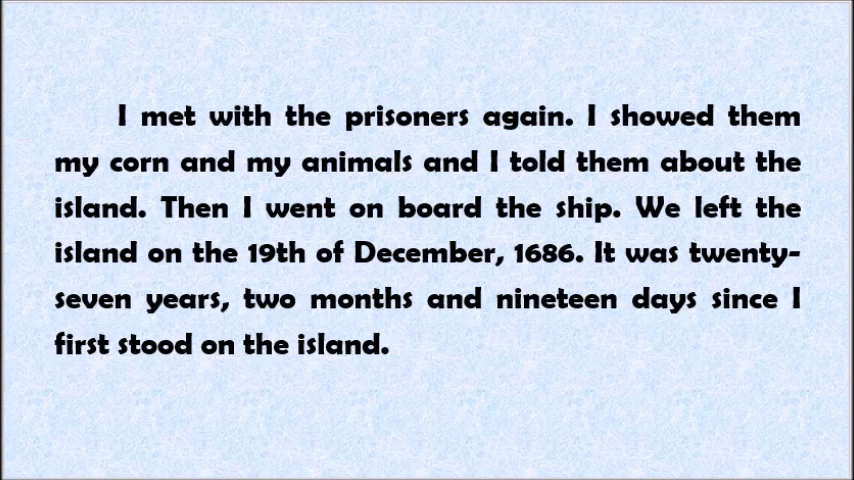 I met with the prisoners again. I showed them
my corn and my animals and I told them about the
island. Then I went on board the ship. We left the
island on the 19th of December, 1686. It was twenty-
seven years, two months and nineteen days since I
first stood on the island.